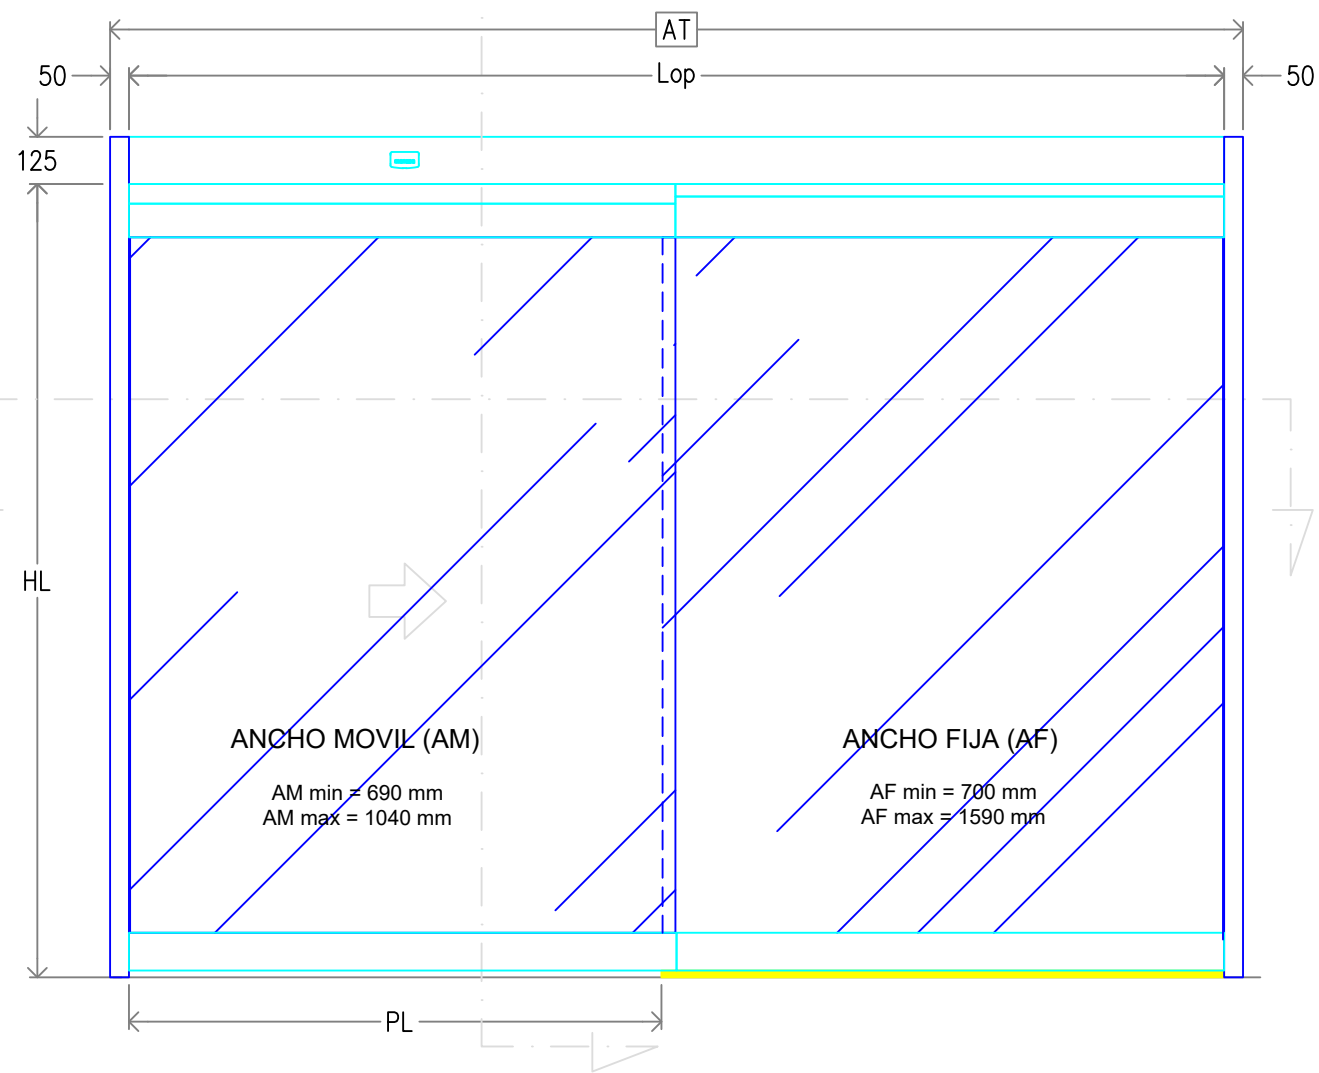 AT
50
Lop
50
125
HL
ANCHO MOVIL (AM)
AM min = 690 mm
AM max = 1040 mm
ANCHO FIJA (AF)
AF min = 700 mm
AF max = 1590 mm
PL